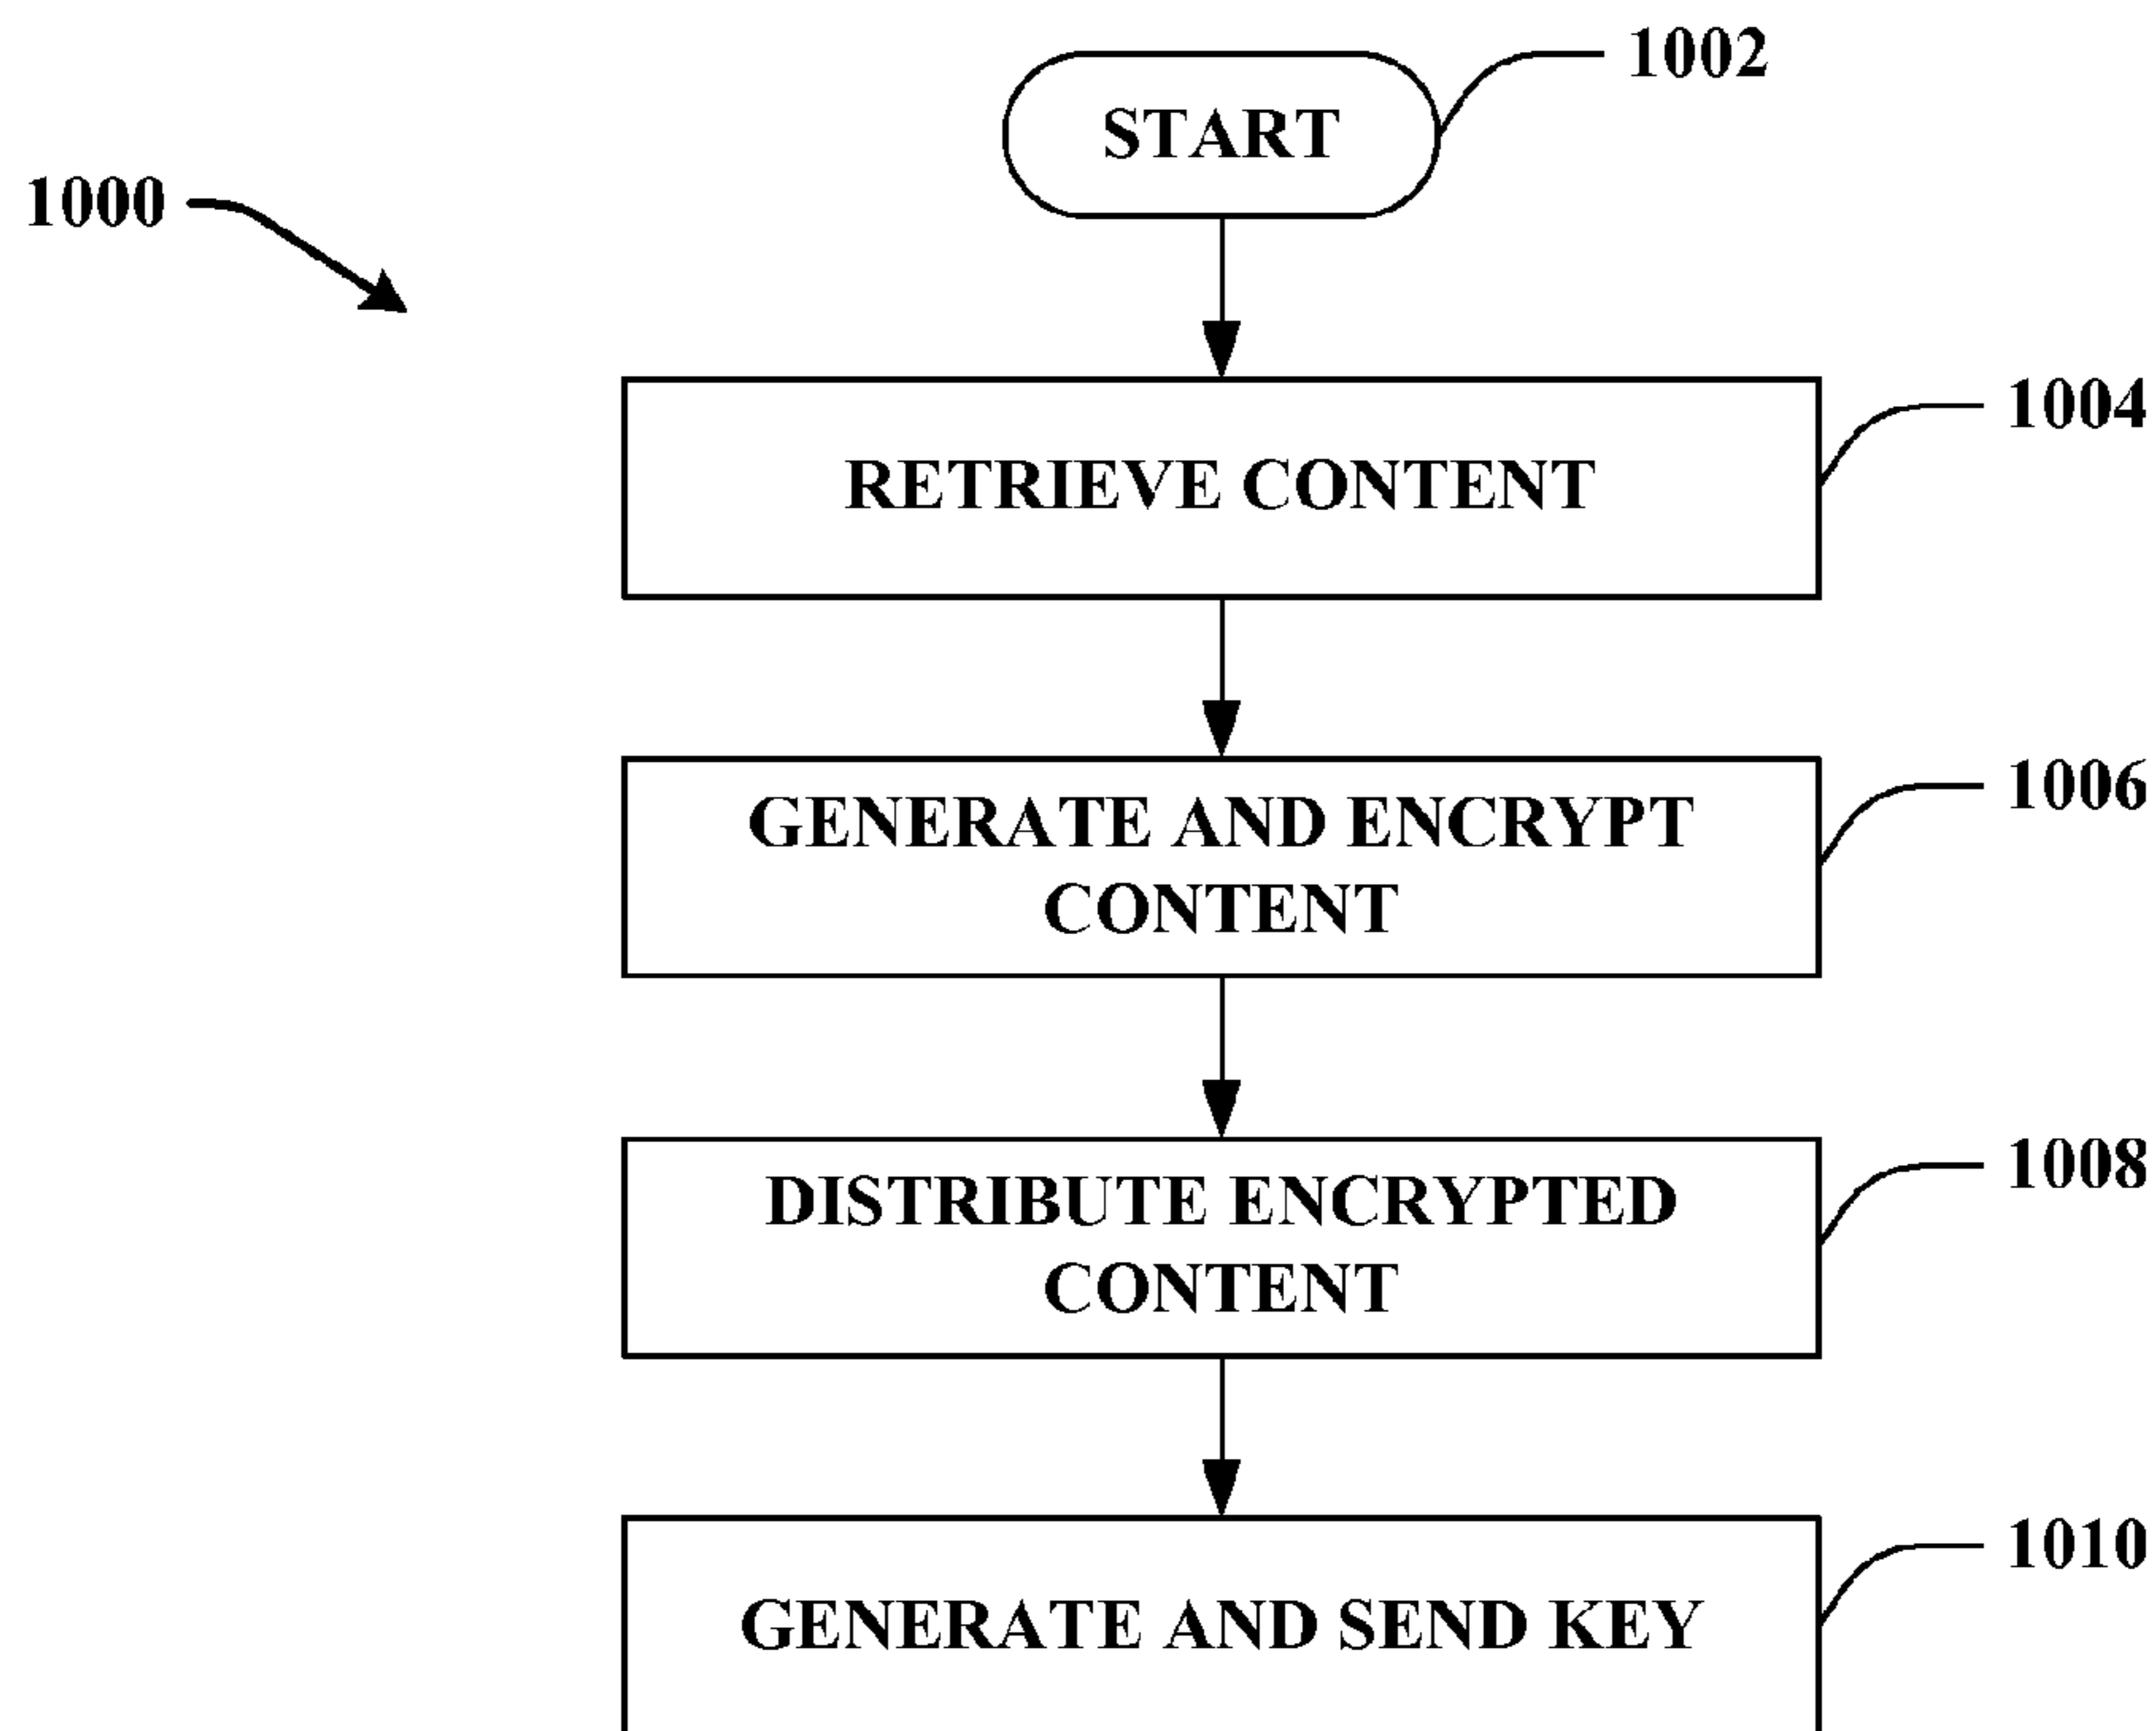 1002
START
1000
1004
RETRIEVE CONTENT
1006
GENERATE AND ENCRYPT
CONTENT
1008
DISTRIBUTE ENCRYPTED
CONTENT
1010
GENERATE AND SEND KEY